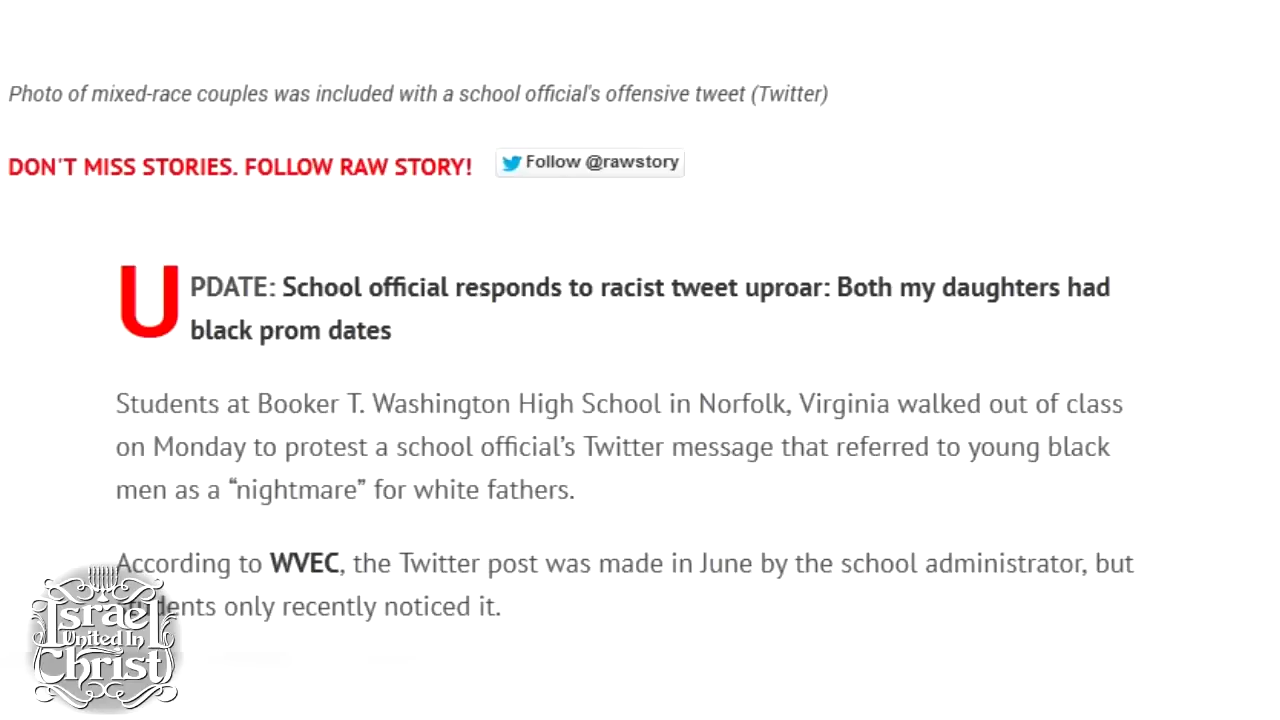 Photo of mixed-race couples was included with a school official's offensive tweet (Twitter)
DON'T MISS STORIES. FOLLOW RAW STORY!
Follow @rawstory
UPDATE: School official responds to racist tweet uproar: Both my daughters had
black prom dates
Students at Booker T. Washington High School in Norfolk, Virginia walked out of class
on Monday to protest a school official’s Twitter message that referred to young black
men as a “nightmare” for white fathers.
According to WVEC, the Twitter post was made in June by the school administrator, but
students only recently noticed it.
Israel
United In
Christ